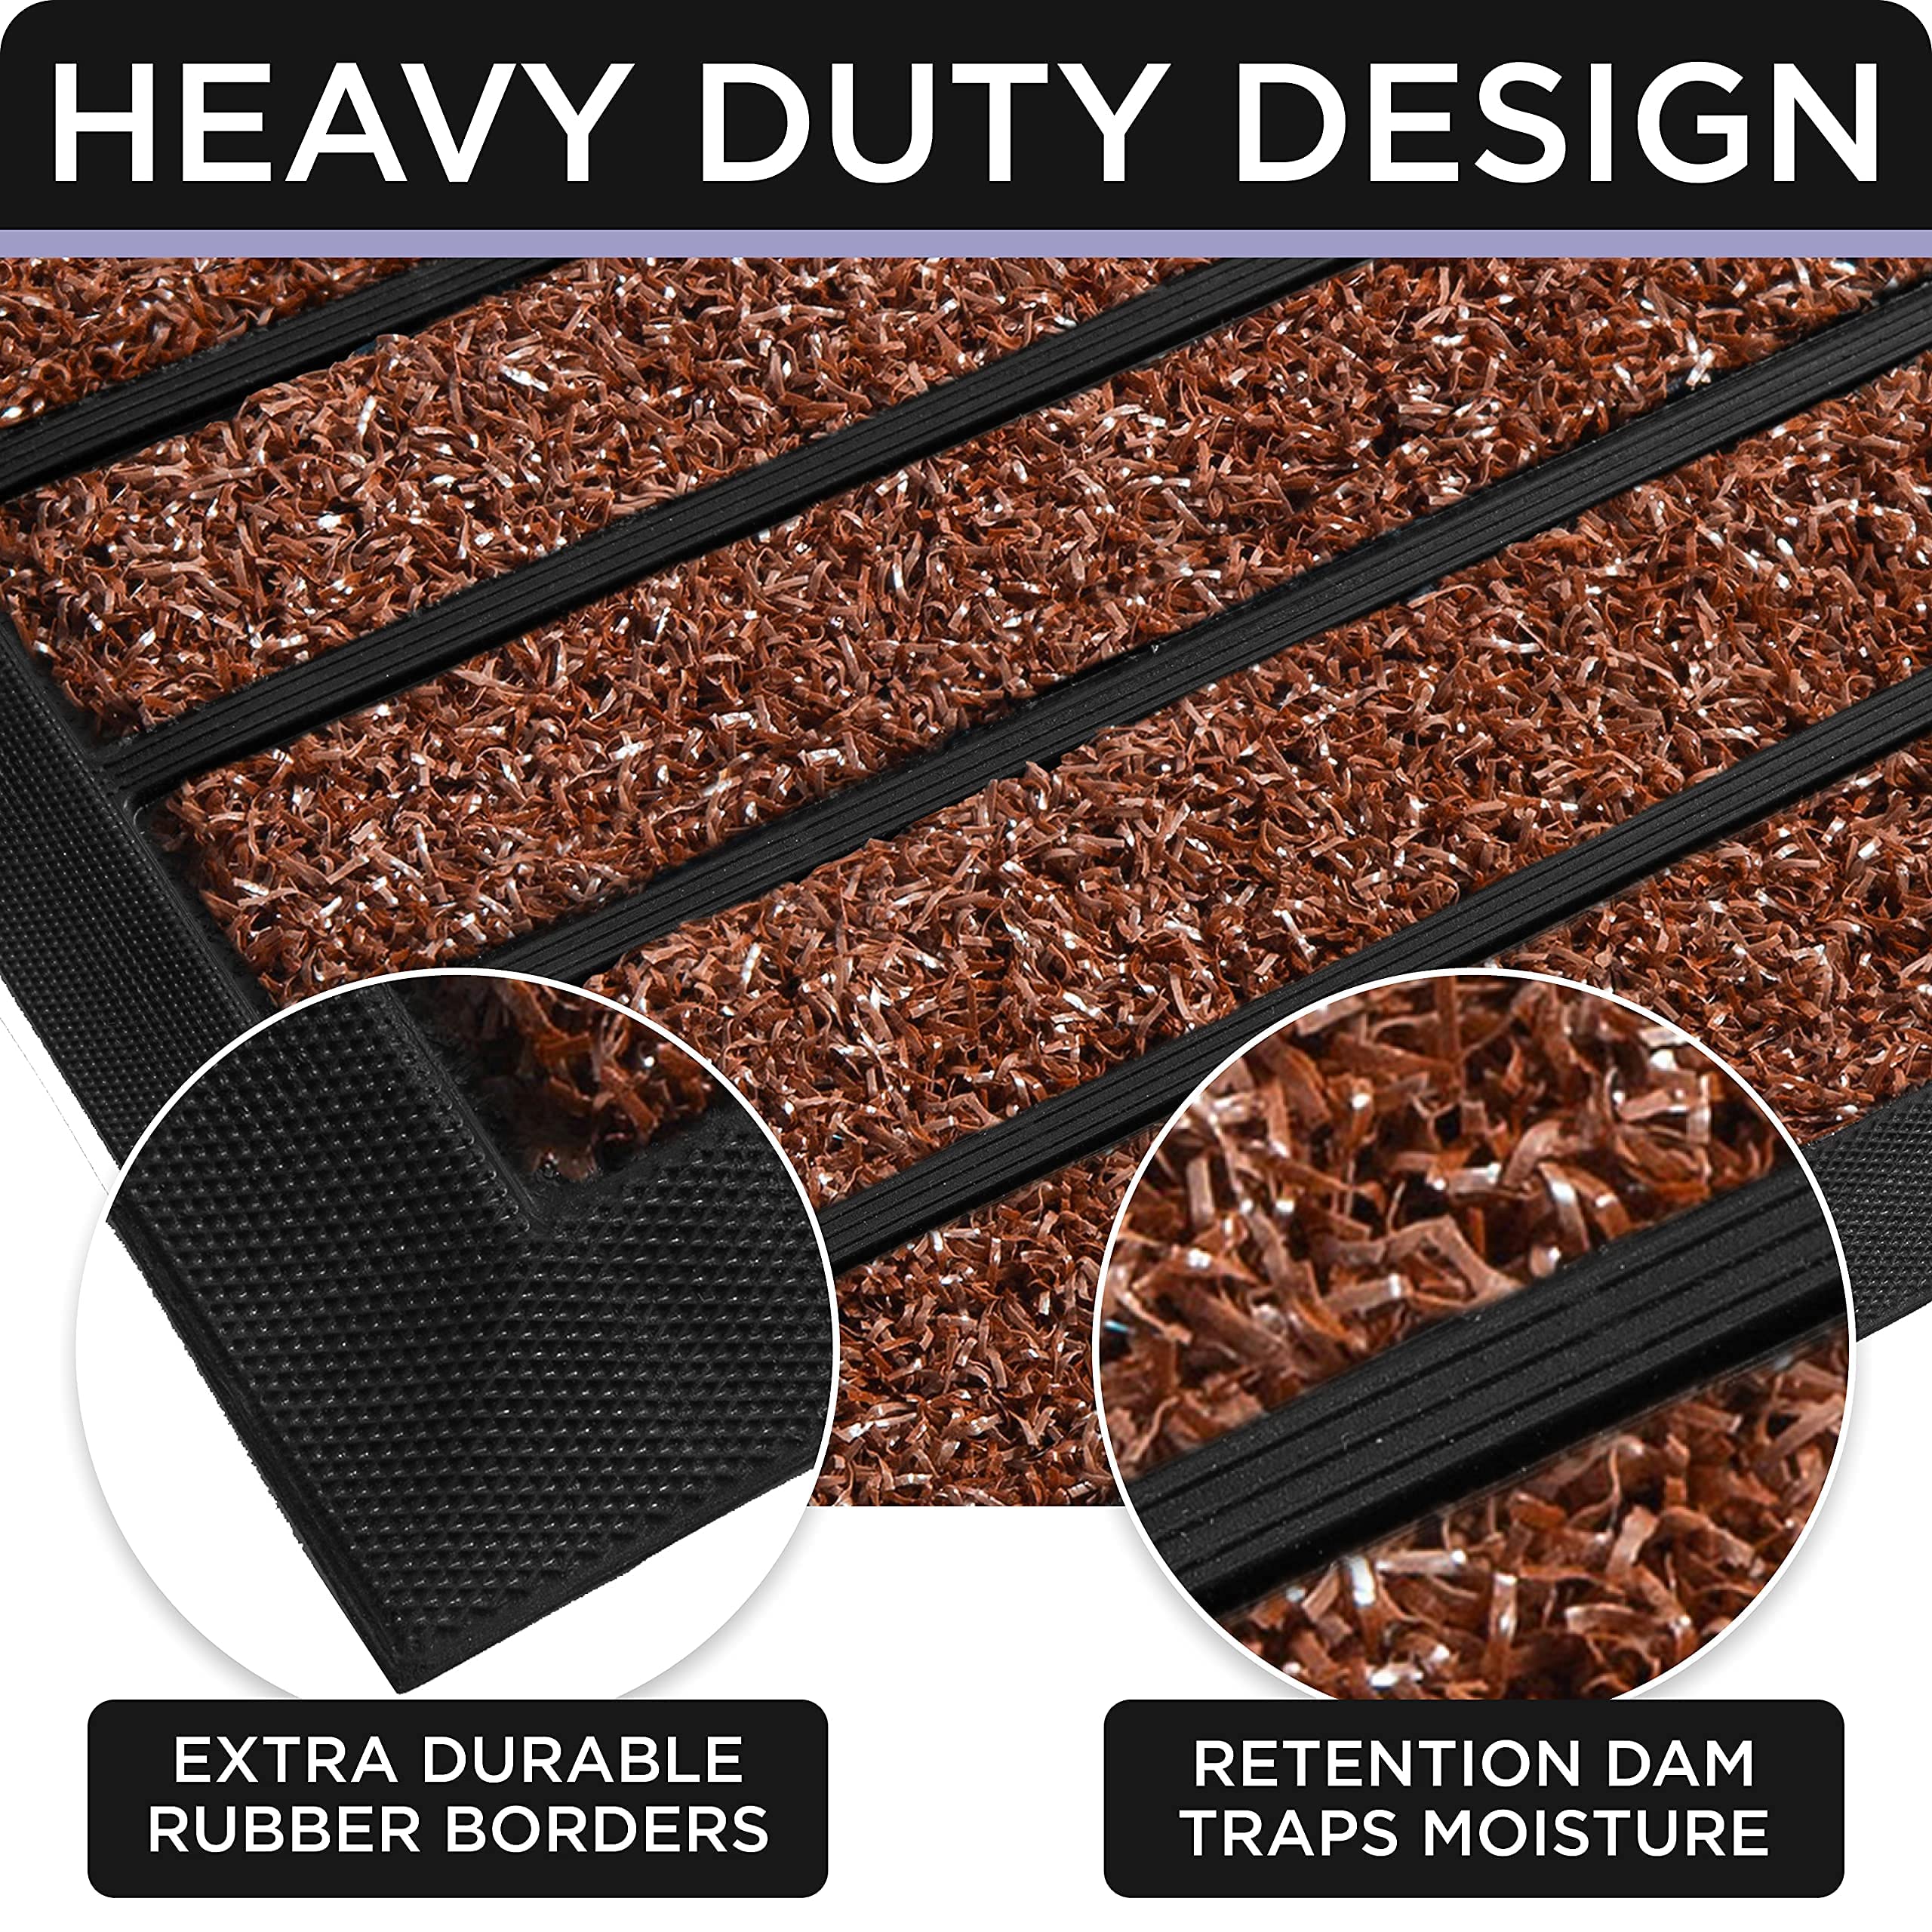 HEAVY DUTY DESIGN
EXTRA DURABLE
RUBBER BORDERS
RETENTION DAM
TRAPS MOISTURE